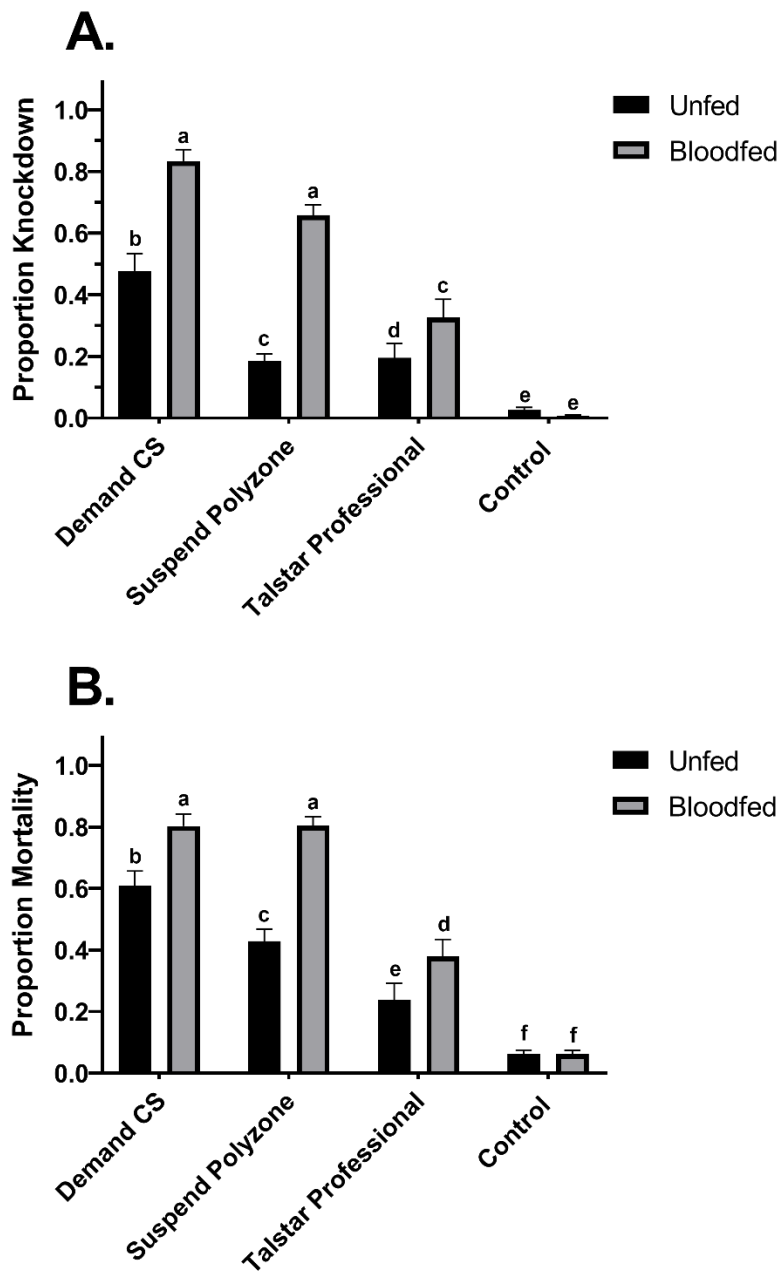 A.
Proportion Knockdown
1.0
0.8
0.6
0.4
0.2
0.0
a
b
a
c
c
d
e
e
Unfed
Bloodfed
Demand CS
Suspend Polyzone
Talstar Professional
Control
B.
Proportion Mortality
1.0
0.8
0.6
0.4
0.2
0.0
b
a
c
a
e
d
f
f
Unfed
Bloodfed
Demand CS
Suspend Polyzone
Talstar Professional
Control